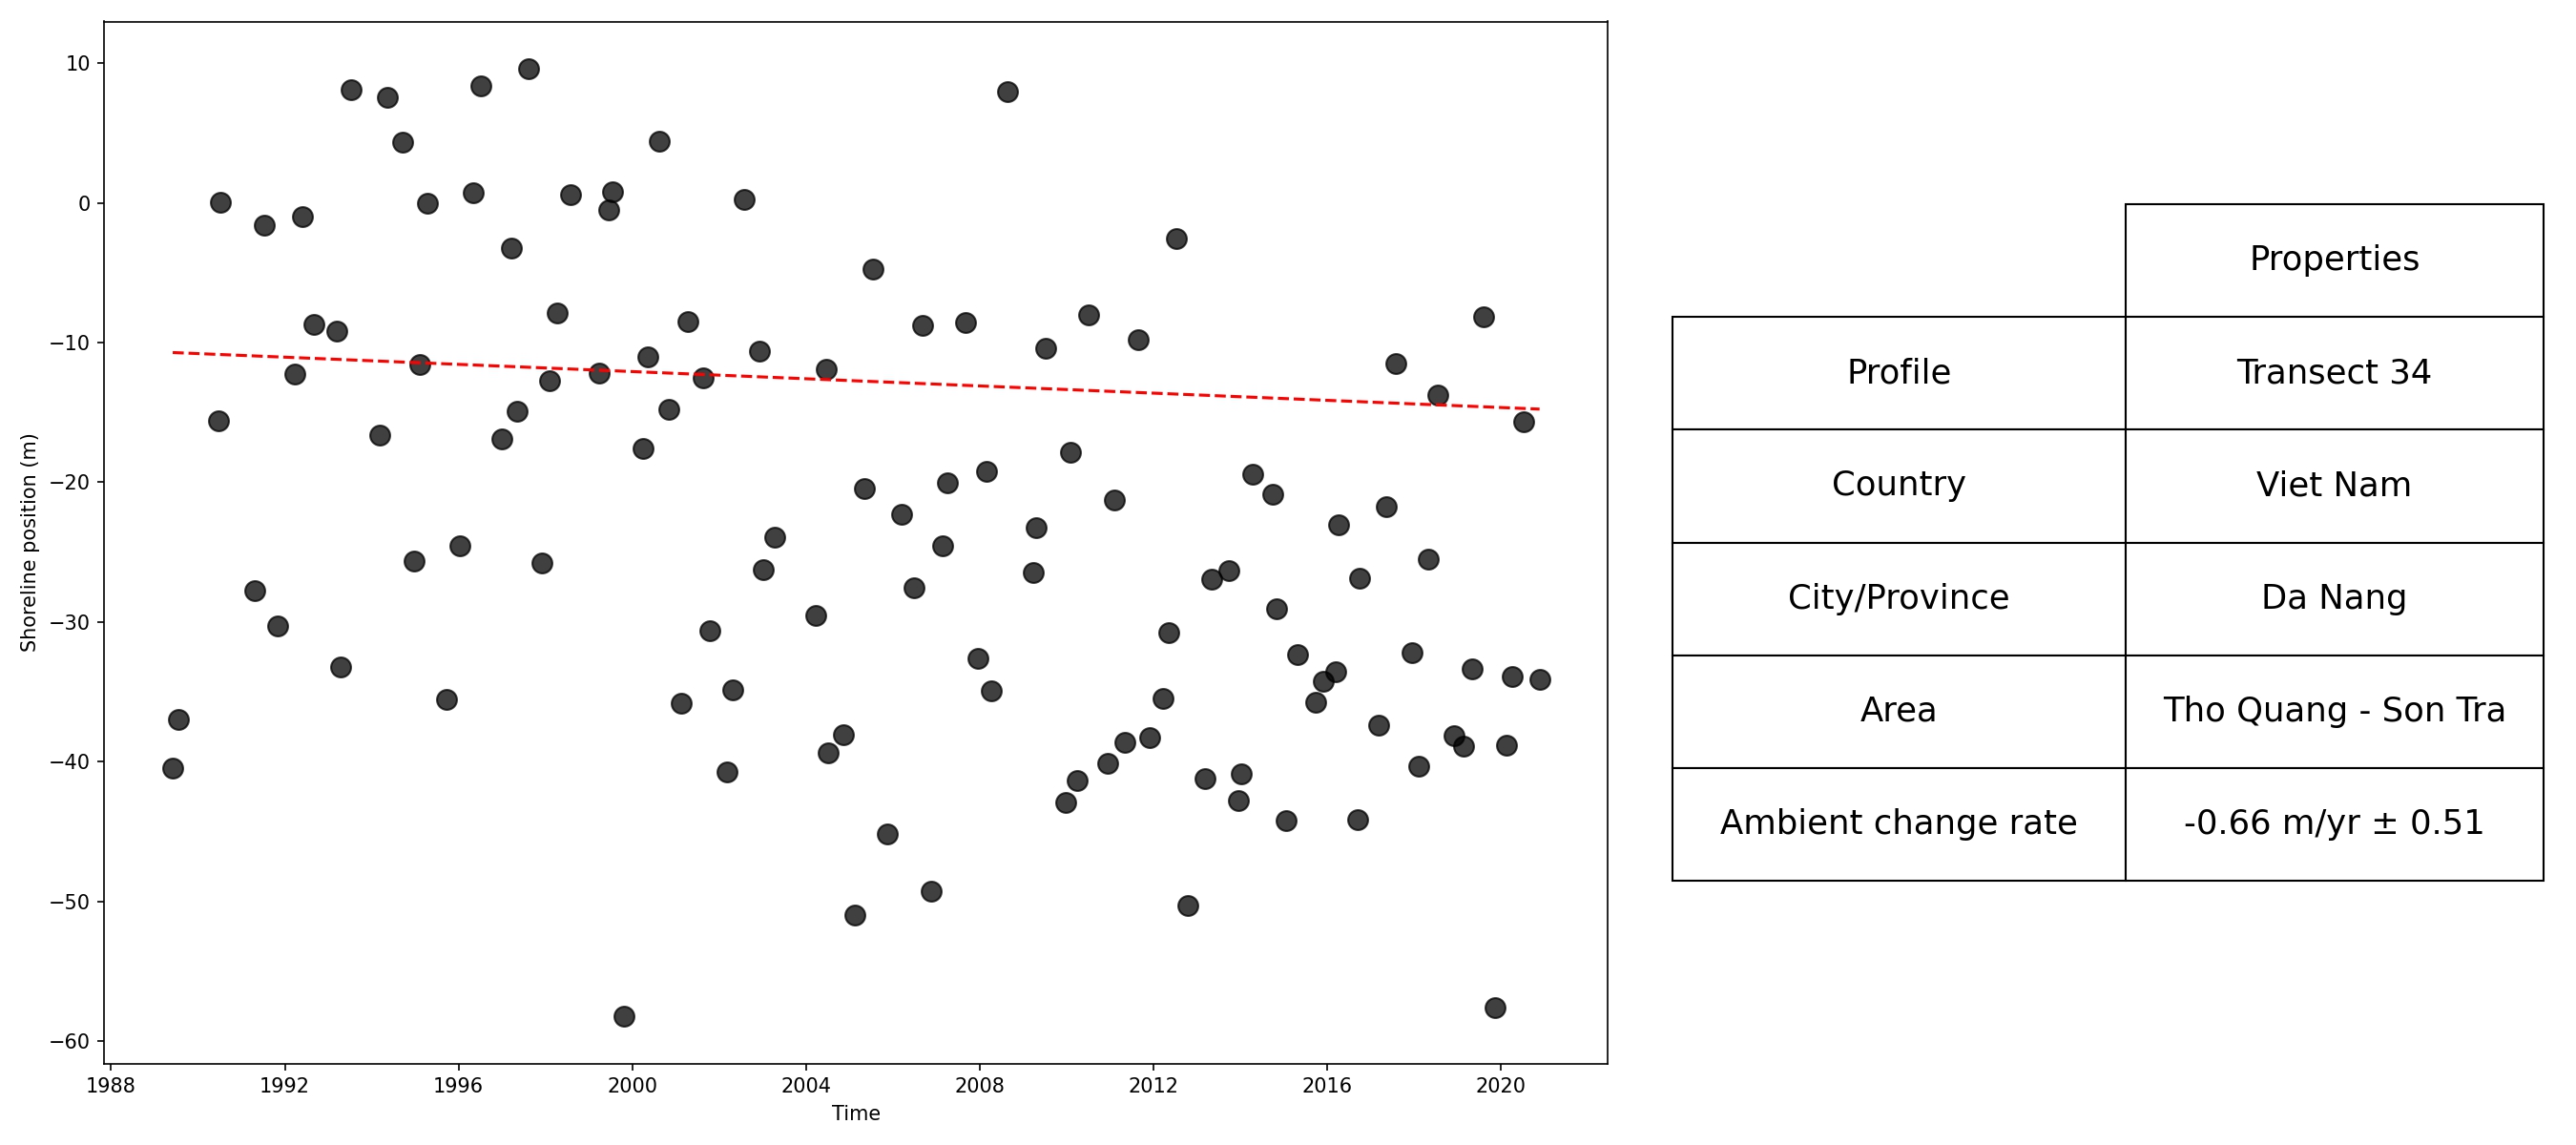 10
0
−10
−20
−30
−40
−50
−60
Shoreline position (m)
1988 1992 1996 2000 2004 2008 2012 2016 2020
Time
Properties
Profile Transect 34
Country Viet Nam
City/Province Da Nang
Area Tho Quang - Son Tra
Ambient change rate -0.66 m/yr ± 0.51